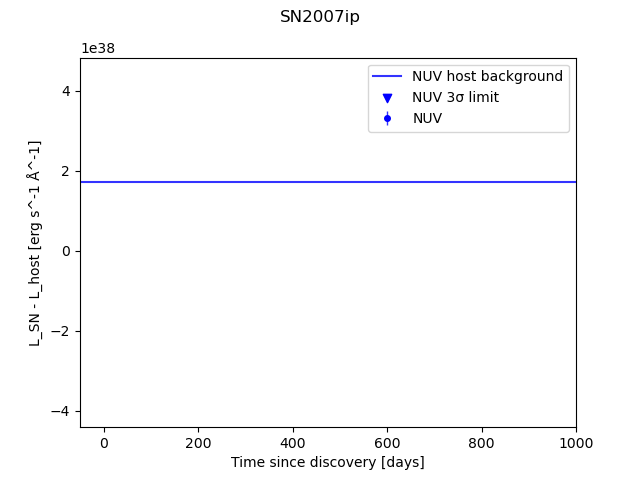 SN2007ip
1e38
NUV host background
NUV 3σ limit
NUV
4
2
0
−2
−4
L_SN - L_host [erg s^-1 Å^-1]
0 200 400 600 800 1000
Time since discovery [days]